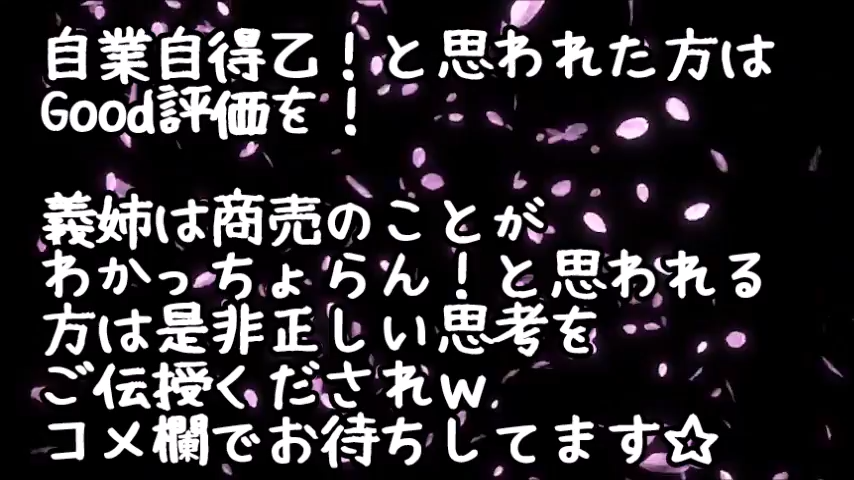 自業自得乙！と思われた方は
Good評価を！
義姉は商売のことが
わかっちょらん！と思われる
方は是非正しい思考を
ご伝授くだされw
コメ欄でお待ちしてます☆